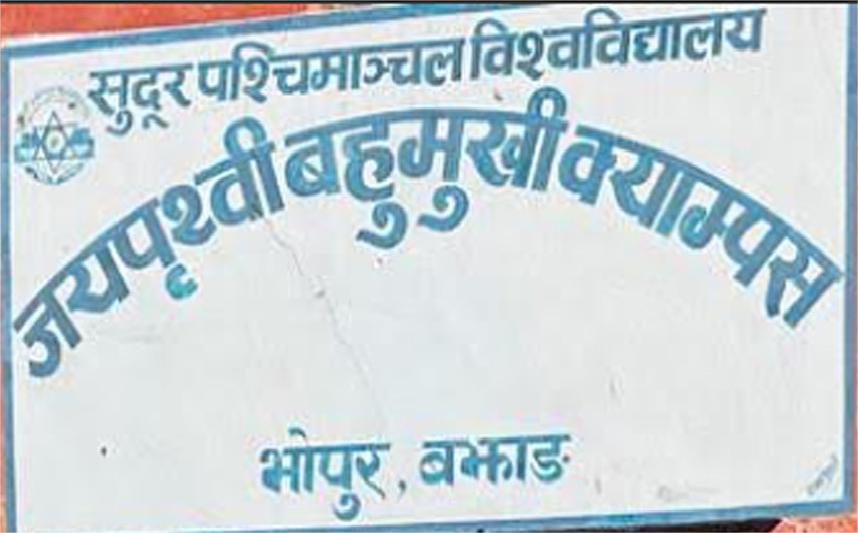 सुदूर पश्चिमाञ्चल विश्वविद्यालय
जयपृथ्वी बहुमुखी क्याम्पस
भोपुर, बझाङ